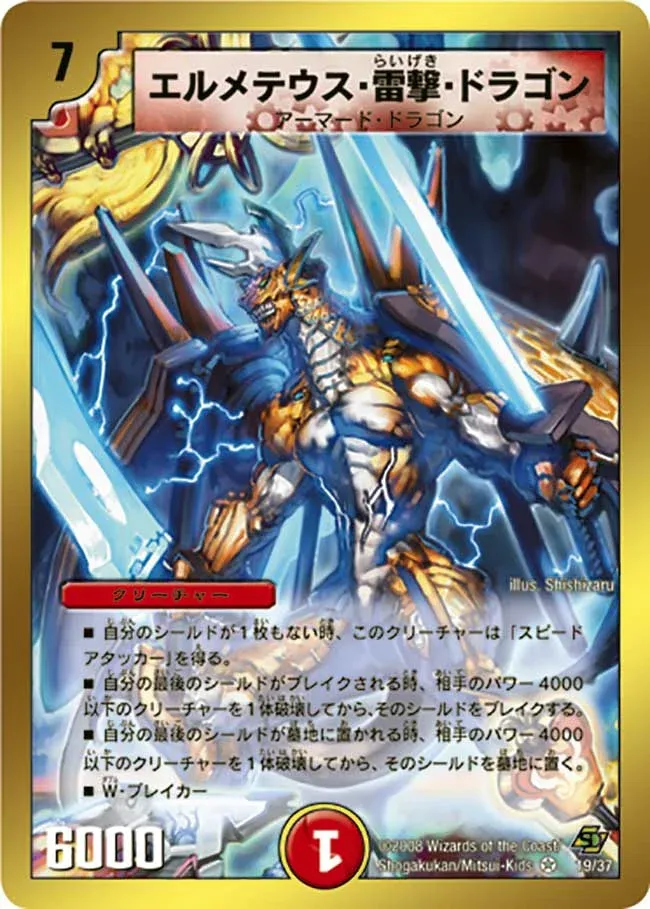 7
らいげき
エルメテウス・雷撃・ドラゴン
アーマード・ドラゴン
illus. Shishizaru
クリーチャー
■ 自分のシールドが1枚もない時、このクリーチャーは「スピード
アタッカー」を得る。
■ 自分の最後のシールドがブレイクされる時、相手のパワー4000
以下のクリーチャーを1体破壊してから、そのシールドをブレイクする。
■ 自分の最後のシールドが墓地に置かれる時、相手のパワー4000
以下のクリーチャーを1体破壊してから、そのシールドを墓地に置く。
■ W・ブレイカー
6000
1
©2008 Wizards of the Coast
Shogakukan/Mitsui-Kids
19/37